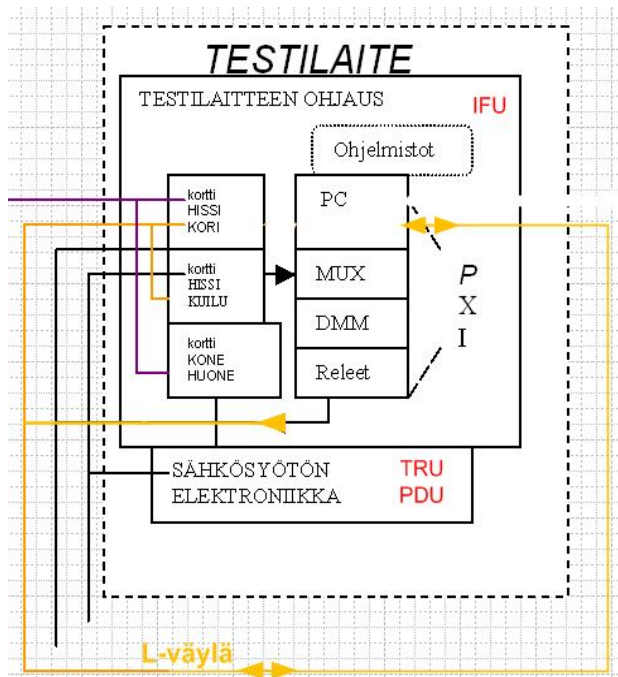 TESTILAITE
TESTILAITTEEN OHJAUS
IFU
Ohjelmistot
kortti
HISSI
KORI
PC
kortti
HISSI
KUILU
MUX
DMM
kortti
KONE
HUONE
Releet
P
X
I
SÄHKÖSYÖTÖN
ELEKTRONIIKKA
TRU
PDU
L-väylä